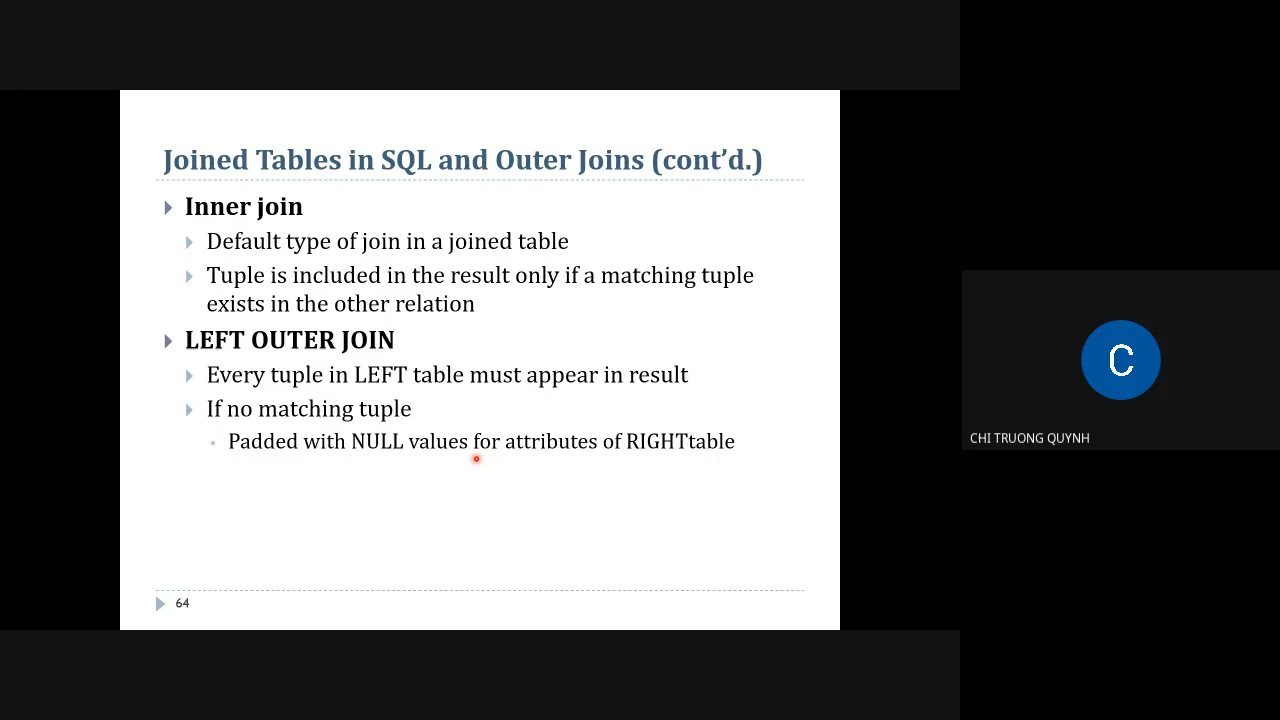 Joined Tables in SQL and Outer Joins (cont’d.)
Inner join
Default type of join in a joined table
Tuple is included in the result only if a matching tuple
exists in the other relation
LEFT OUTER JOIN
Every tuple in LEFT table must appear in result
If no matching tuple
Padded with NULL values for attributes of RIGHTtable
64
C
CHI TRUONG QUYNH